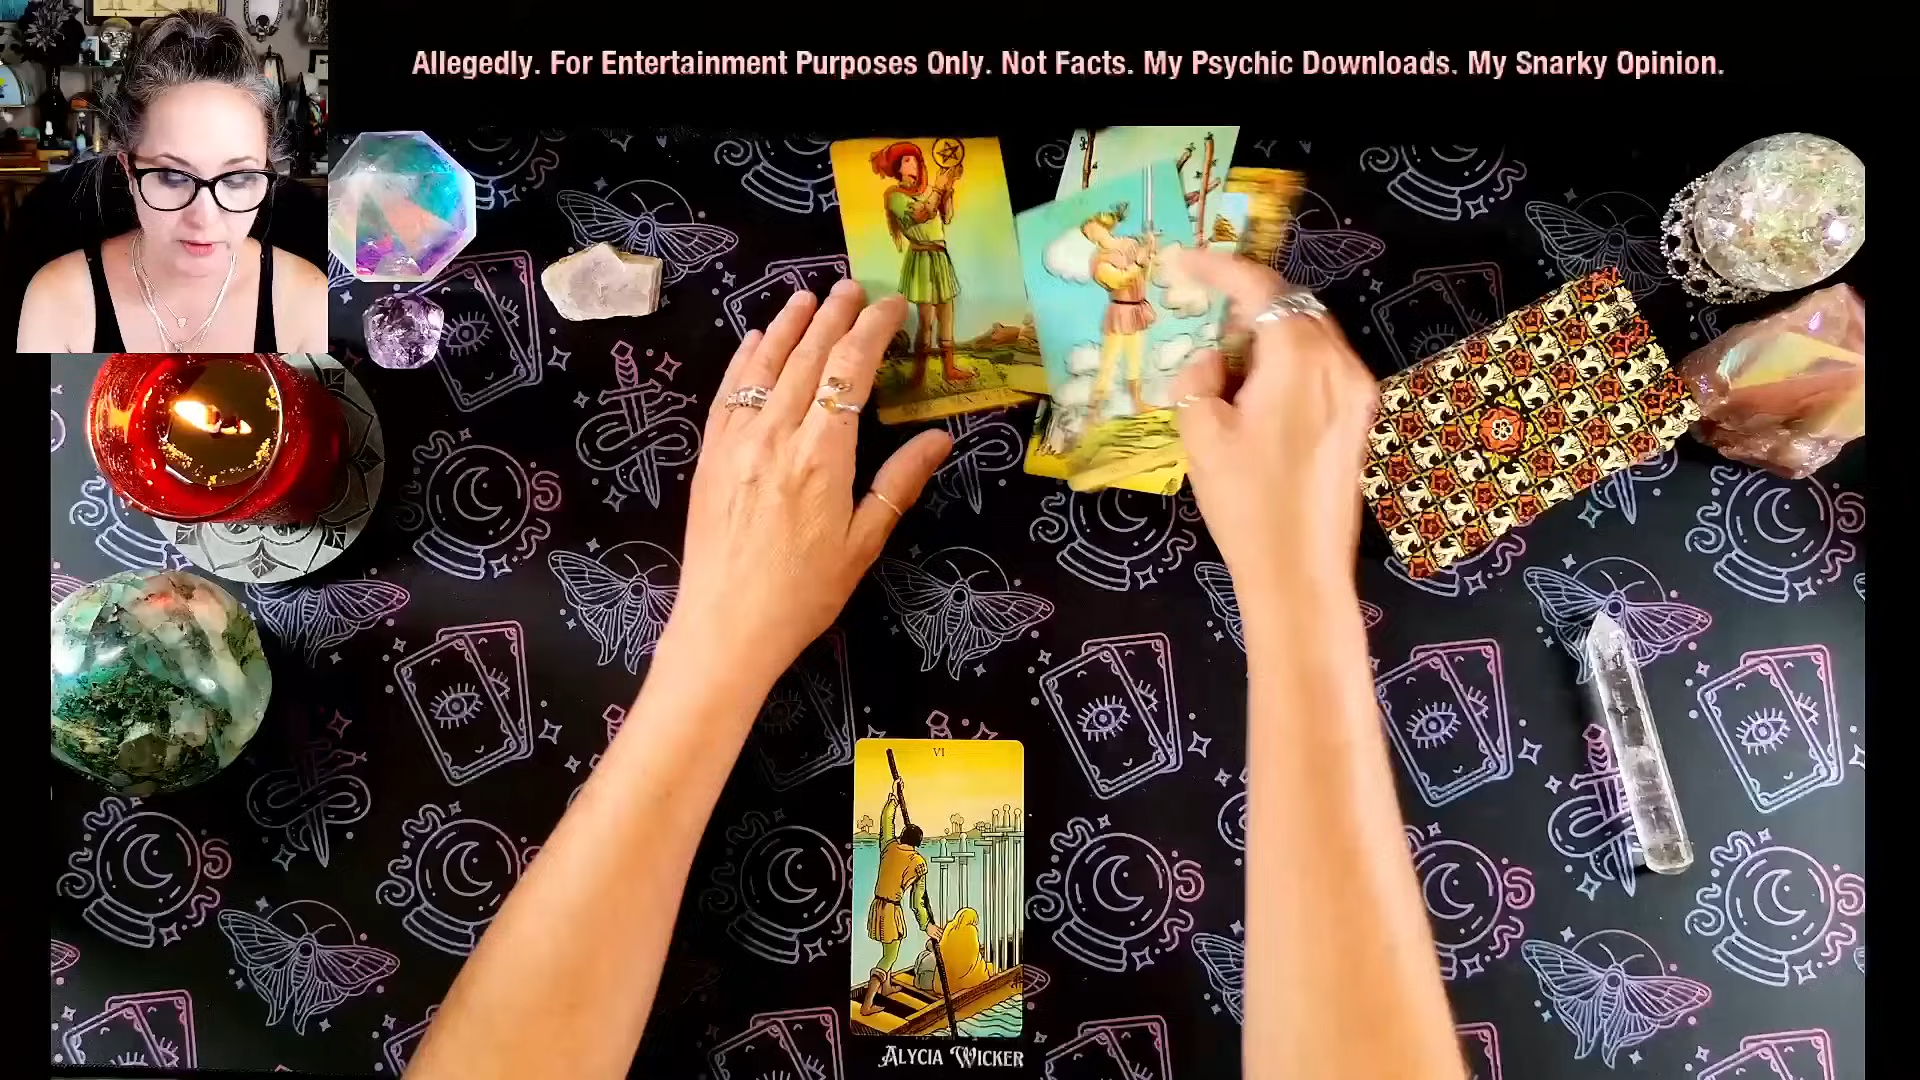 Allegedly. For Entertainment Purposes Only. Not Facts. My Psychic Downloads. My Snarky Opinion.
VI
ALYCIA WICKER